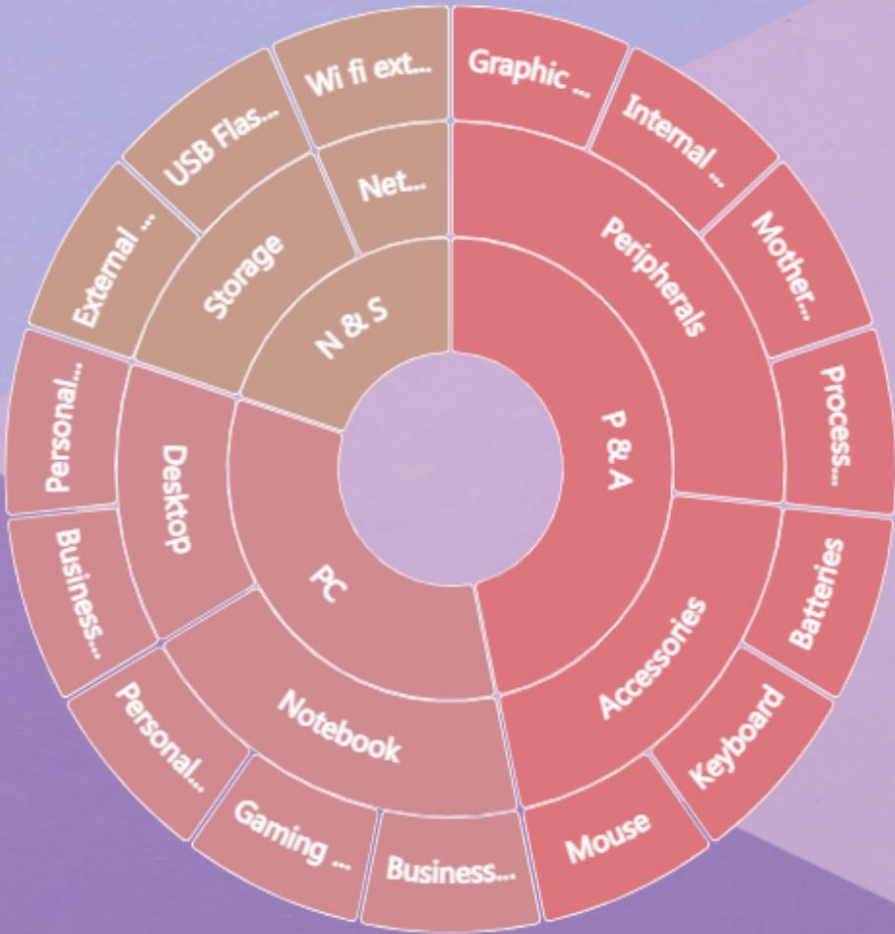 P & A
Peripherals
Graphic ...
Internal ...
Mother...
Process...
Accessories
Batteries
Keyboard
Mouse
PC
Notebook
Business...
Gaming ...
Personal...
Desktop
Business...
Personal...
N & S
Storage
External ...
USB Flas...
Net...
Wi fi ext...